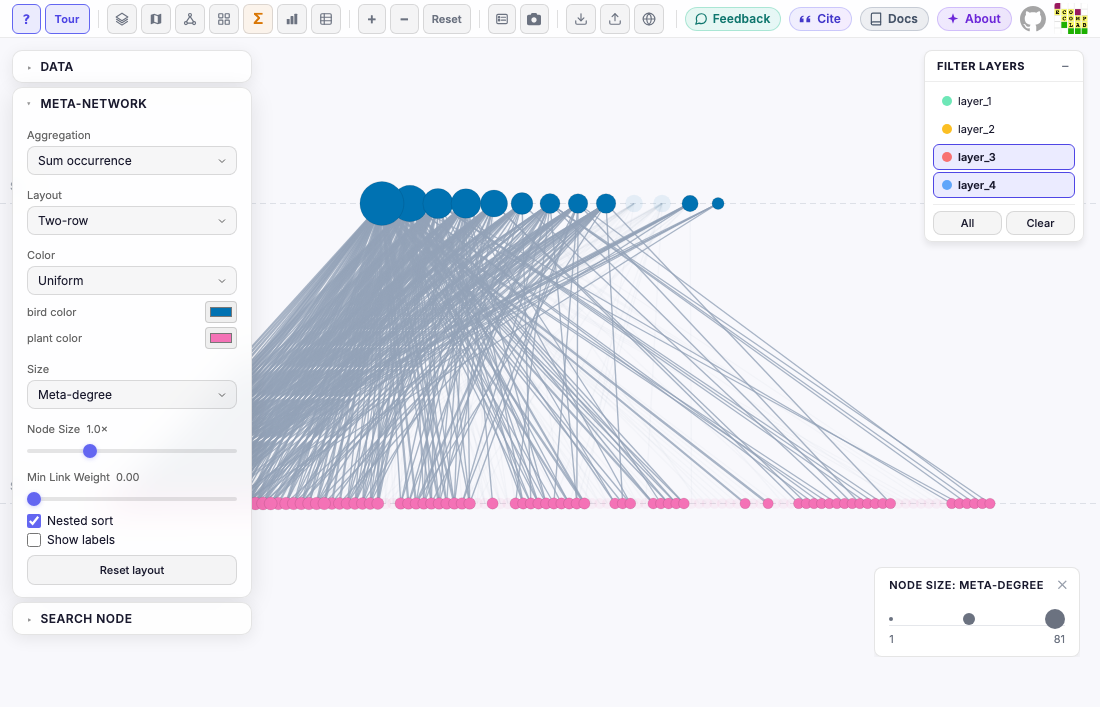 ? Tour Σ + − Reset Feedback Cite Docs About
DATA
META-NETWORK
Aggregation
Sum occurrence
Layout
Two-row
Color
Uniform
bird color
plant color
Size
Meta-degree
Node Size 1.0×
Min Link Weight 0.00
Nested sort
Show labels
Reset layout
SEARCH NODE
FILTER LAYERS −
layer_1
layer_2
layer_3
layer_4
All Clear
NODE SIZE: META-DEGREE
1 81